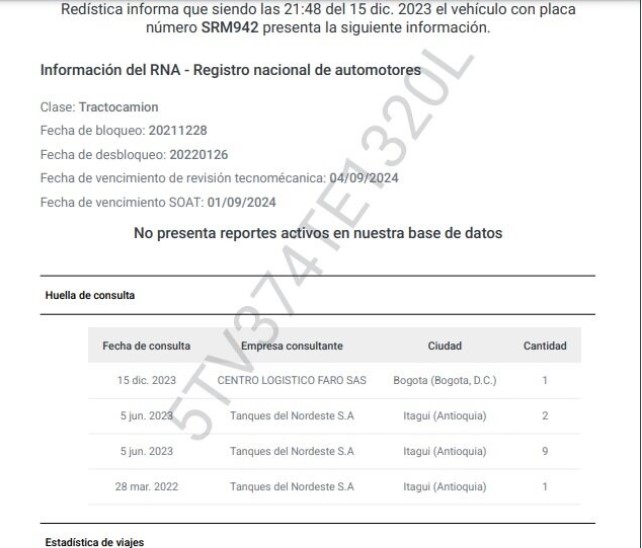 Redística informa que siendo las 21:48 del 15 dic. 2023 el vehículo con placa
número SRM942 presenta la siguiente información.
Información del RNA - Registro nacional de automotores
Clase: Tractocamion
Fecha de bloqueo: 20211228
Fecha de desbloqueo: 20220126
Fecha de vencimiento de revisión tecnomécanica: 04/09/2024
Fecha de vencimiento SOAT: 01/09/2024
No presenta reportes activos en nuestra base de datos
5TV374TE1320L
Huella de consulta
Fecha de consulta Empresa consultante Ciudad Cantidad
15 dic. 2023 CENTRO LOGISTICO FARO SAS Bogota (Bogota, D.C.) 1
5 jun. 2023 Tanques del Nordeste S.A Itagui (Antioquia) 2
5 jun. 2023 Tanques del Nordeste S.A Itagui (Antioquia) 9
28 mar. 2022 Tanques del Nordeste S.A Itagui (Antioquia) 1
Estadística de viajes